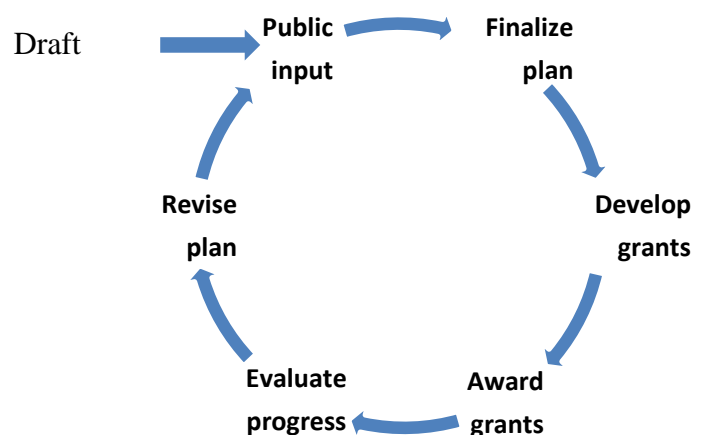 Draft
Public
input
Finalize
plan
Develop
grants
Award
grants
Evaluate
progress
Revise
plan